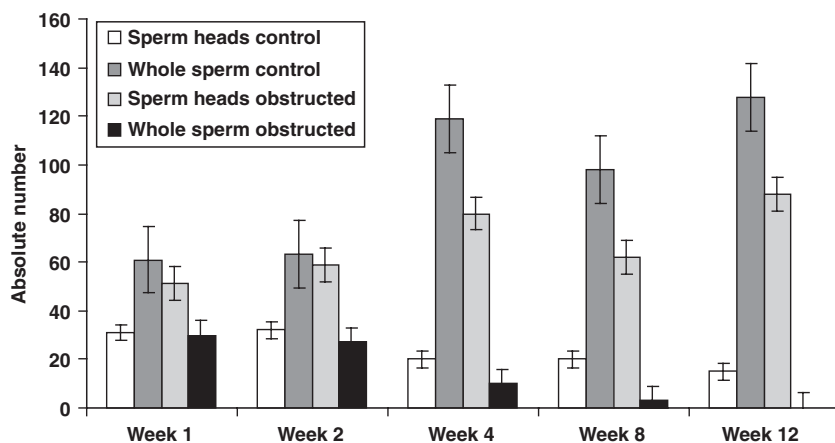 160
140
120
100
80
60
40
20
0
Absolute number
Sperm heads control
Whole sperm control
Sperm heads obstructed
Whole sperm obstructed
Week 1
Week 2
Week 4
Week 8
Week 12